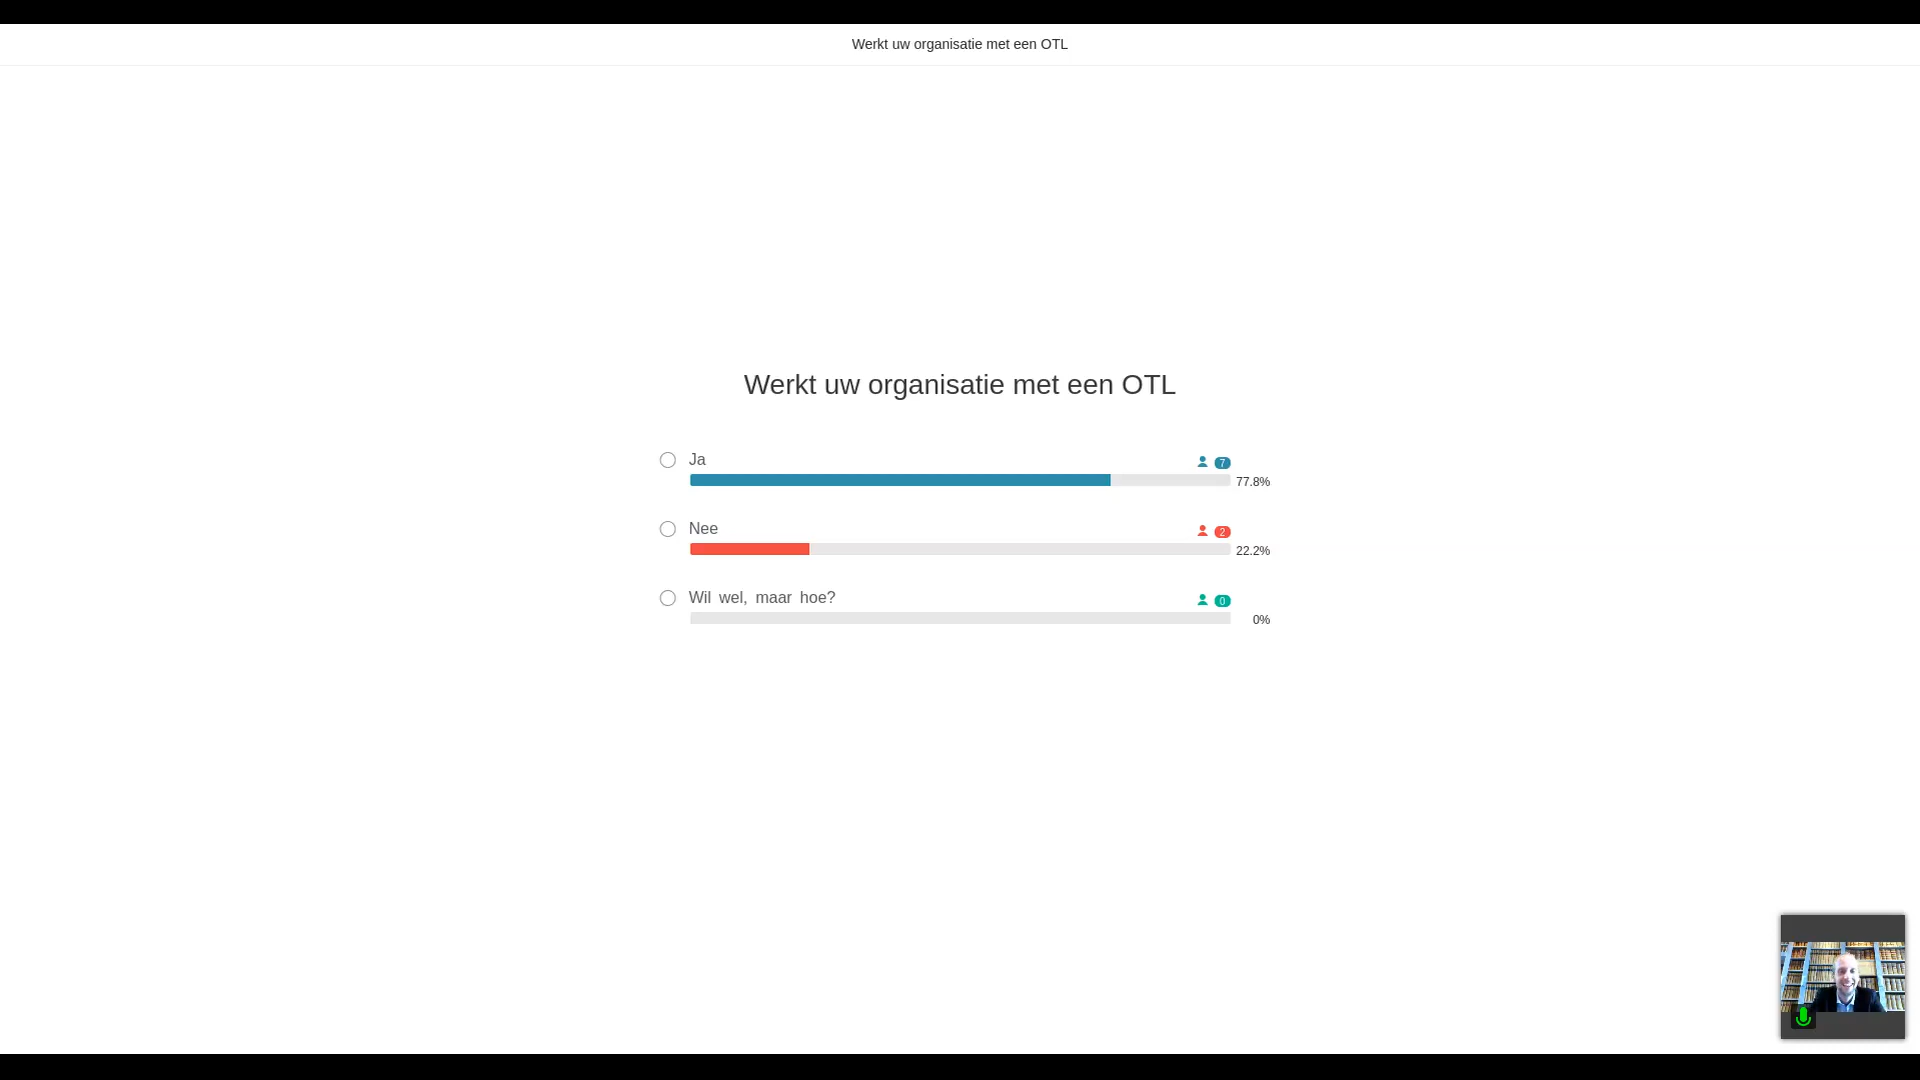 Werkt uw organisatie met een OTL
Werkt uw organisatie met een OTL
Ja 7
77.8%
Nee 2
22.2%
Wil wel, maar hoe? 0
0%